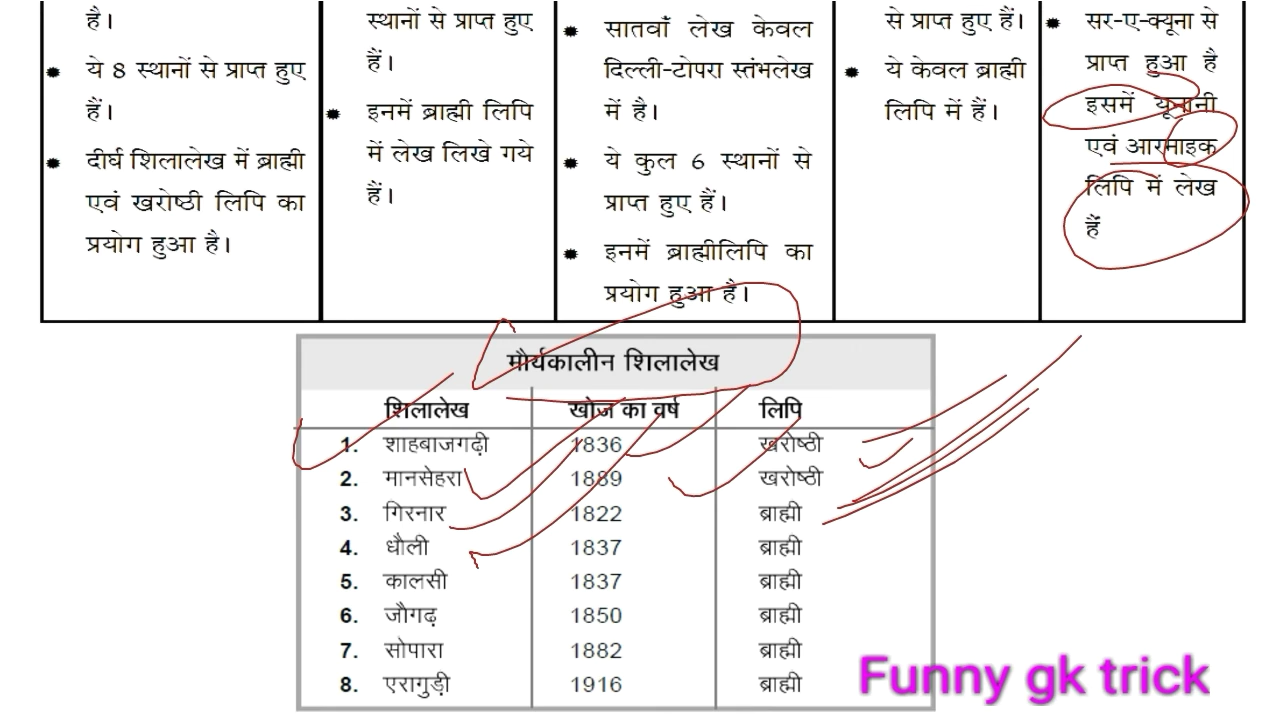 है।
ये 8 स्थानों से प्राप्त हुए
हैं।
दीर्घ शिलालेख में ब्राह्मी
एवं खरोष्ठी लिपि का
प्रयोग हुआ है।
स्थानों से प्राप्त हुए
हैं।
इनमें ब्राह्मी लिपि
में लेख लिखे गये
हैं।
सातवाँ लेख केवल
दिल्ली-टोपरा स्तंभलेख
में है।
ये कुल 6 स्थानों से
प्राप्त हुए हैं।
इनमें ब्राह्मीलिपि का
प्रयोग हुआ है।
से प्राप्त हुए हैं।
ये केवल ब्राह्मी
लिपि में हैं।
सर-ए-क्यूना से
प्राप्त हुआ है
इसमें यूनानी
एवं आरमाइक
लिपि में लेख
हैं
मौर्यकालीन शिलालेख
शिलालेख खोज का वर्ष लिपि
1. शाहबाजगढ़ी 1836 खरोष्ठी
2. मानसेहरा 1889 खरोष्ठी
3. गिरनार 1822 ब्राह्मी
4. धौली 1837 ब्राह्मी
5. कालसी 1837 ब्राह्मी
6. जौगढ़ 1850 ब्राह्मी
7. सोपारा 1882 ब्राह्मी
8. एरागुड़ी 1916 ब्राह्मी
Funny gk trick